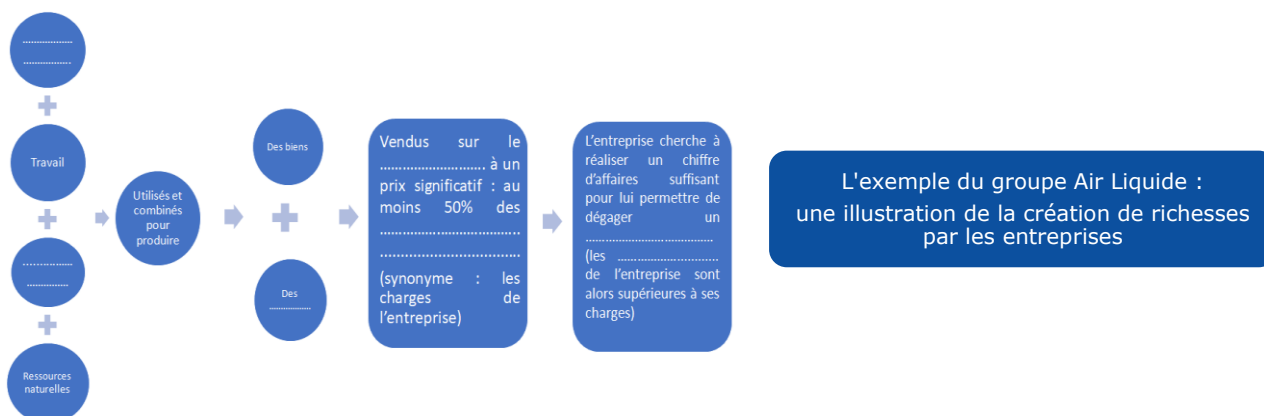 ..................
.................
Travail
..................
...............
Ressources
naturelles
Utilisés et
combinés
pour
produire
Des biens
Des
.................
Vendus sur le
........................... à un
prix significatif : au
moins 50% des
....................................
....................................
(synonyme : les
charges de
l'entreprise)
L'entreprise cherche à
réaliser un chiffre
d'affaires suffisant
pour lui permettre de
dégager un
.......................................
(les ...............................
de l'entreprise sont
alors supérieures à ses
charges)
L'exemple du groupe Air Liquide :
une illustration de la création de richesses
par les entreprises